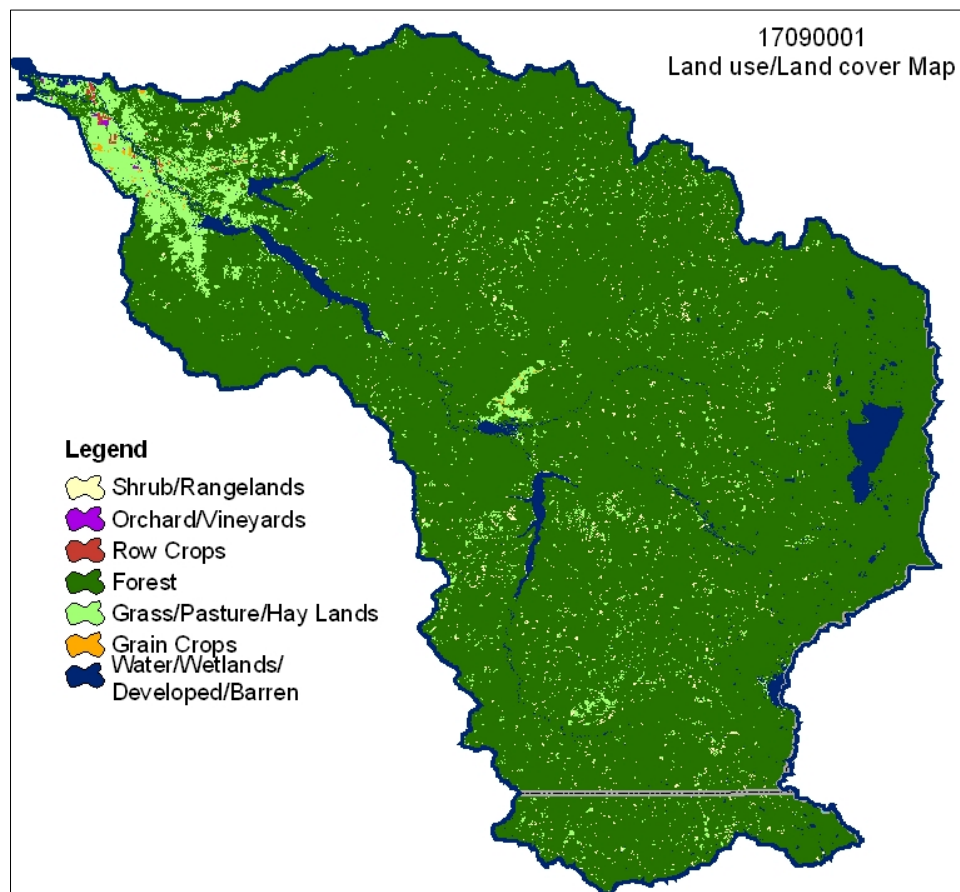 17090001
Land use/Land cover Map
Legend
Shrub/Rangelands
Orchard/Vineyards
Row Crops
Forest
Grass/Pasture/Hay Lands
Grain Crops
Water/Wetlands/
Developed/Barren